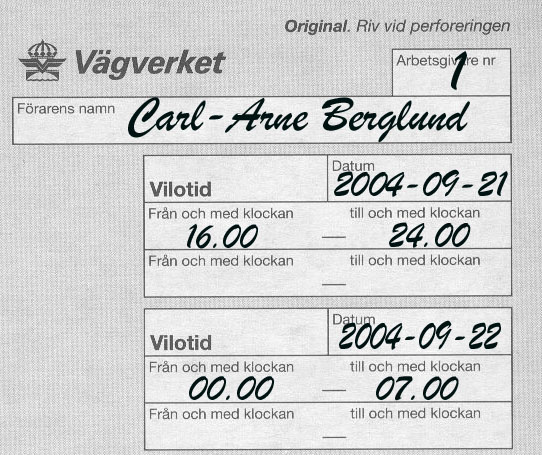 Original. Riv vid perforeringen
Vägverket
Arbetsgivare nr 1
Förarens namn Carl-Arne Berglund
Vilotid Datum 2004-09-21
Från och med klockan till och med klockan
16.00 — 24.00
Från och med klockan till och med klockan
—
Vilotid Datum 2004-09-22
Från och med klockan till och med klockan
00.00 — 07.00
Från och med klockan till och med klockan
—